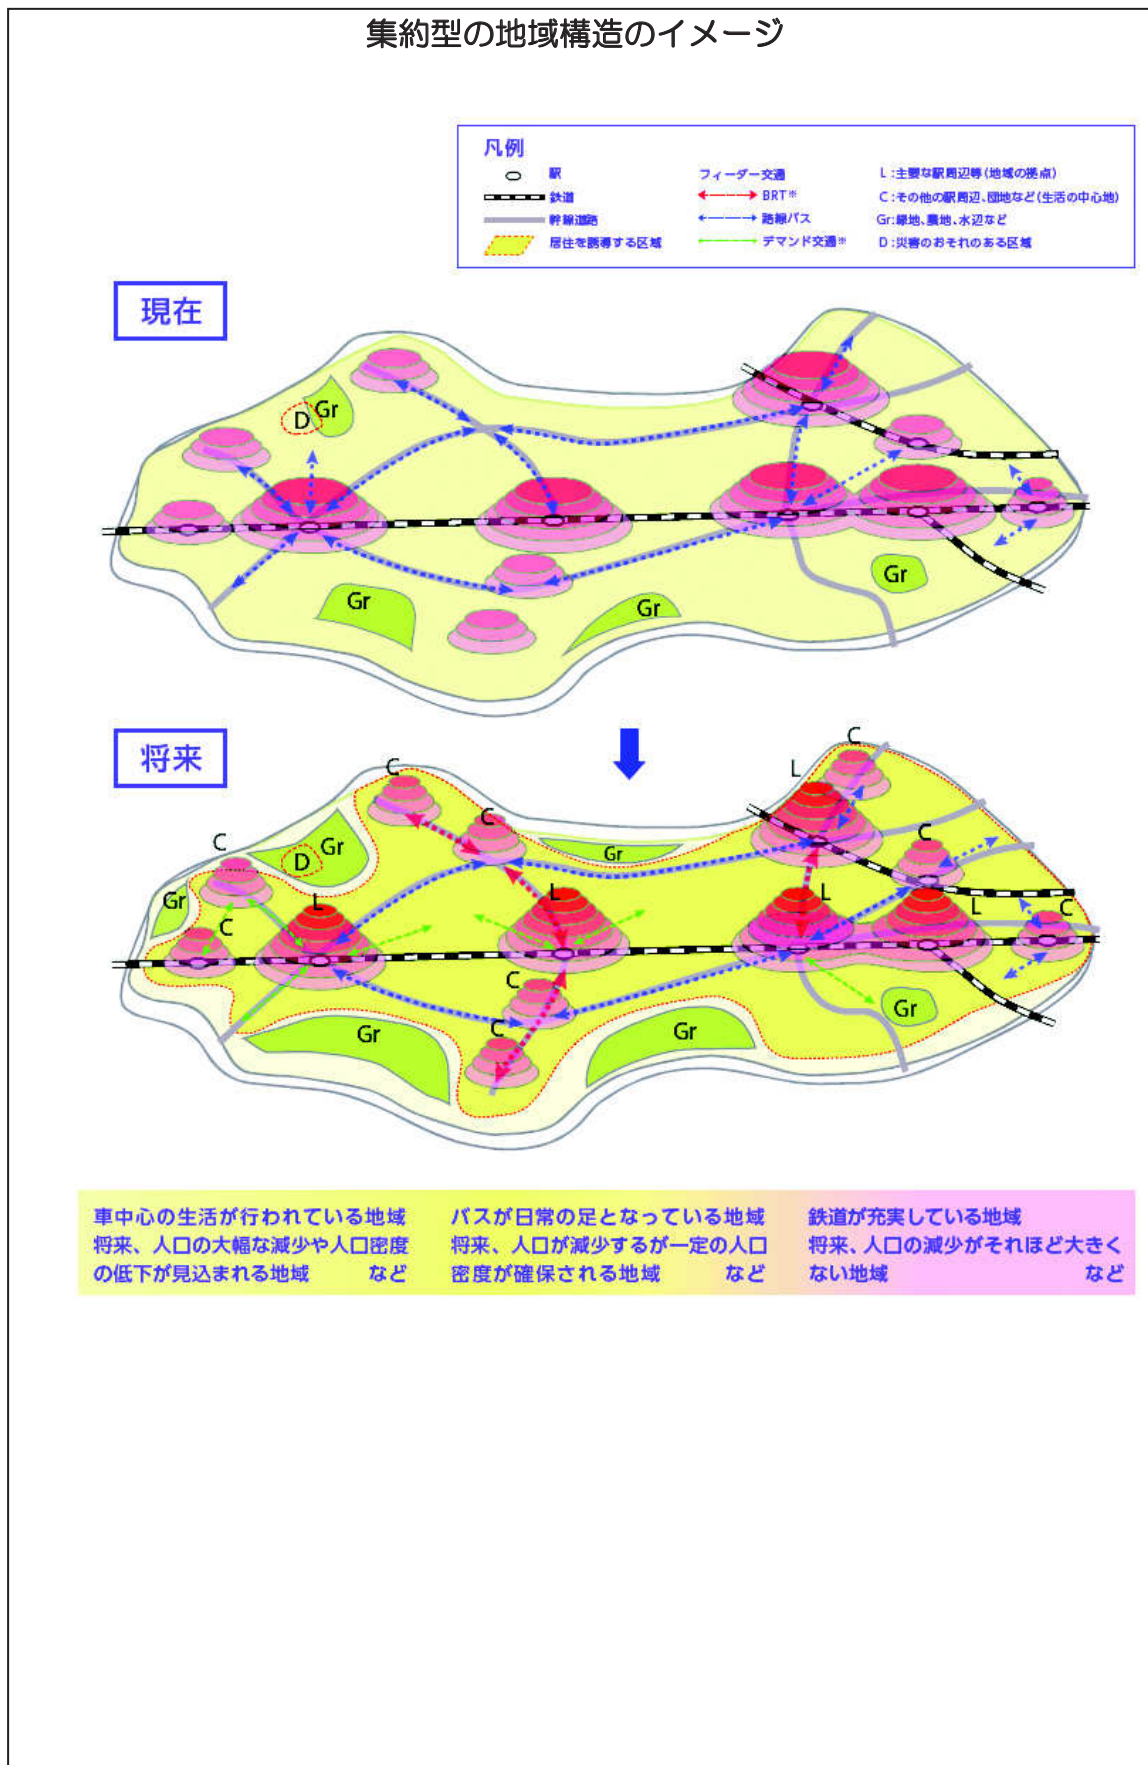 集約型の地域構造のイメージ
凡例
駅
鉄道
幹線道路
居住を誘導する区域
フィーダー交通
BRT※
路線バス
デマンド交通※
L:主要な駅周辺等(地域の拠点)
C:その他の駅周辺、団地など(生活の中心地)
Gr:緑地、農地、水辺など
D:災害のおそれのある区域
現在
D
Gr
Gr
Gr
Gr
将来
C
L
C
C
C
C
Gr
D
Gr
Gr
L
L
L
L
C
C
C
C
Gr
Gr
Gr
車中心の生活が行われている地域
将来、人口の大幅な減少や人口密度
の低下が見込まれる地域 など
バスが日常の足となっている地域
将来、人口が減少するが一定の人口
密度が確保される地域 など
鉄道が充実している地域
将来、人口の減少がそれほど大きく
ない地域 など